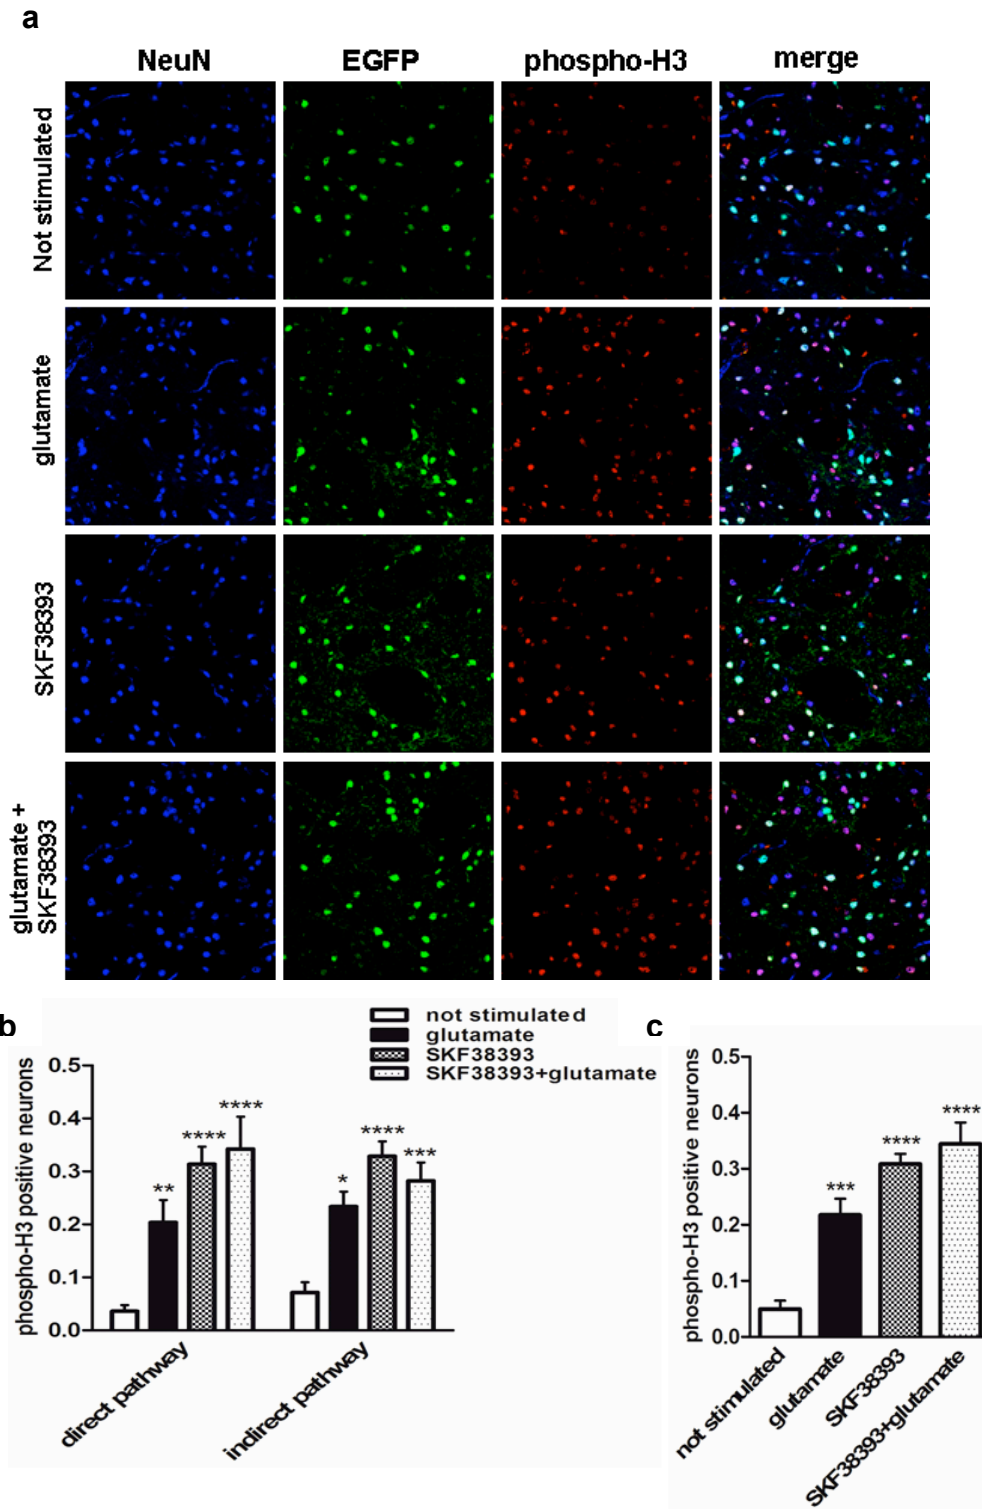 a
NeuN EGFP phospho-H3 merge
Not stimulated
glutamate
SKF38393
glutamate +
SKF38393
b
not stimulated
glutamate
SKF38393
SKF38393+glutamate
phospho-H3 positive neurons
0.5
0.4
0.3
0.2
0.1
0.0
**
****
****
*
****
***
direct pathway
indirect pathway
c
phospho-H3 positive neurons
0.5
0.4
0.3
0.2
0.1
0.0
***
****
****
not stimulated
glutamate
SKF38393
SKF38393+glutamate